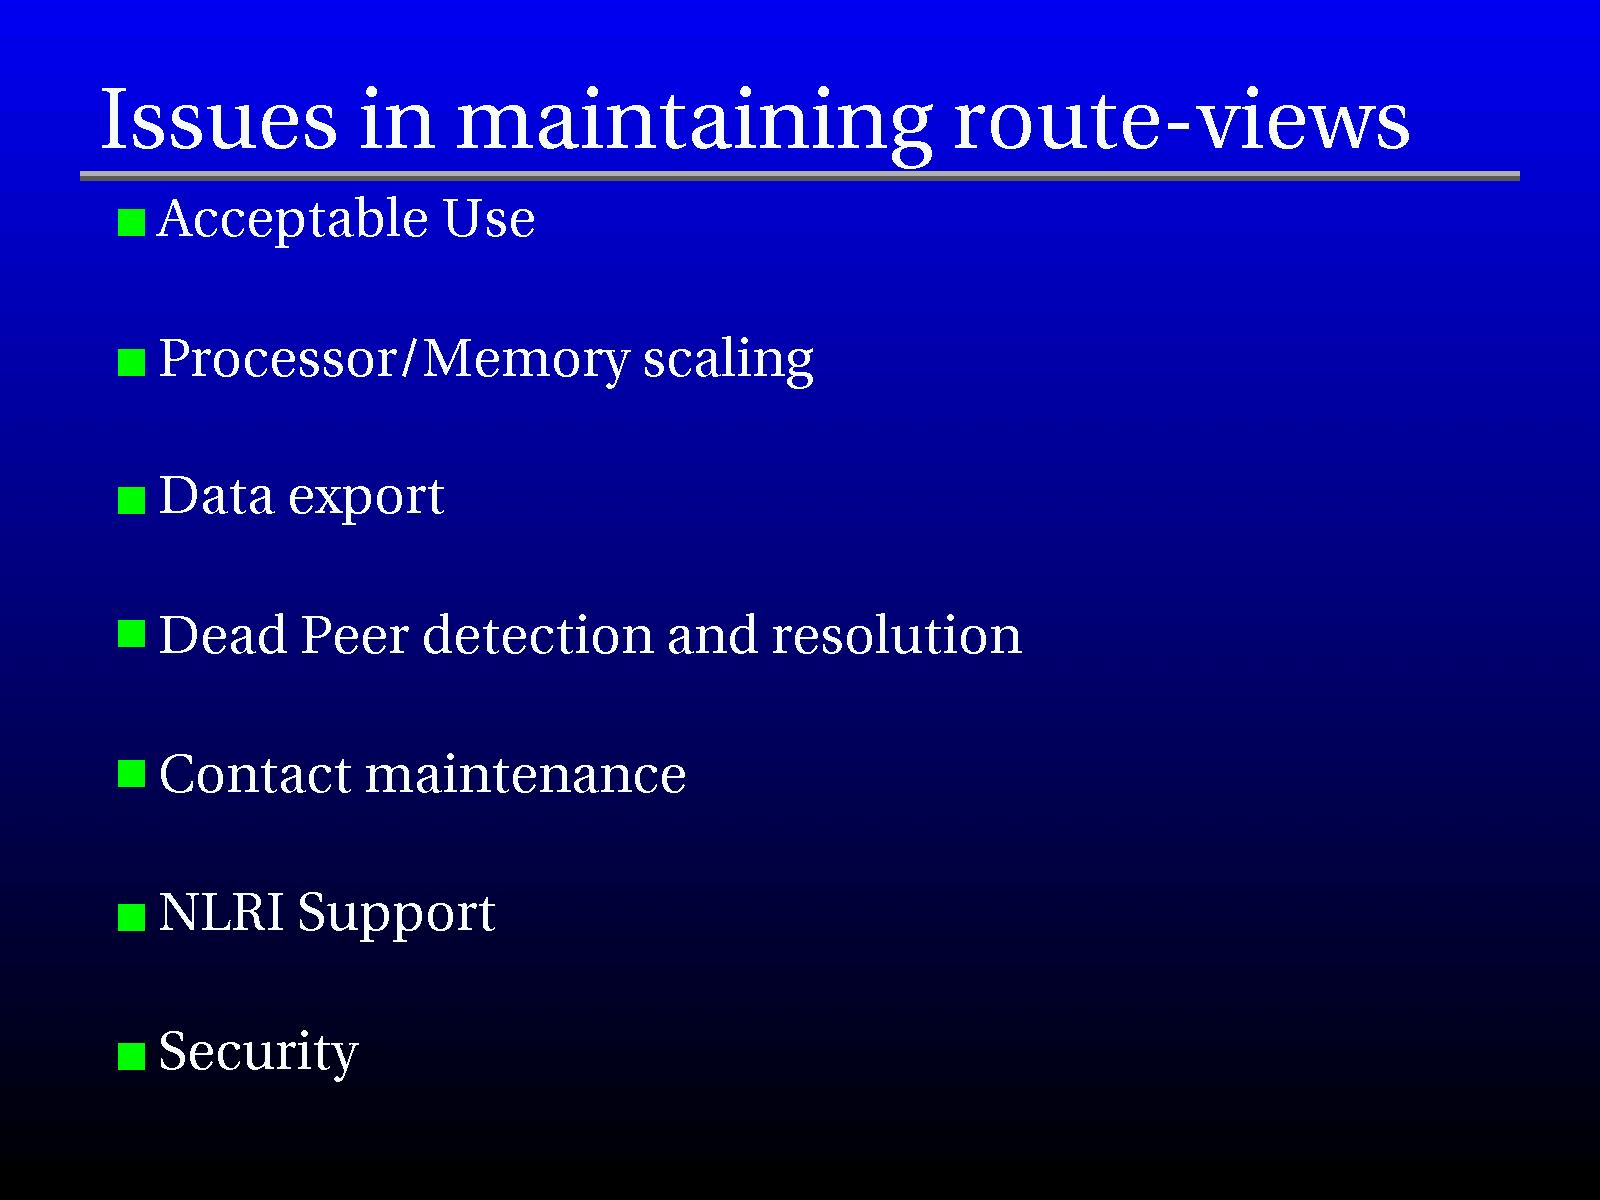 Issues in maintaining route-views
Acceptable Use
Processor/Memory scaling
Data export
Dead Peer detection and resolution
Contact maintenance
NLRI Support
Security